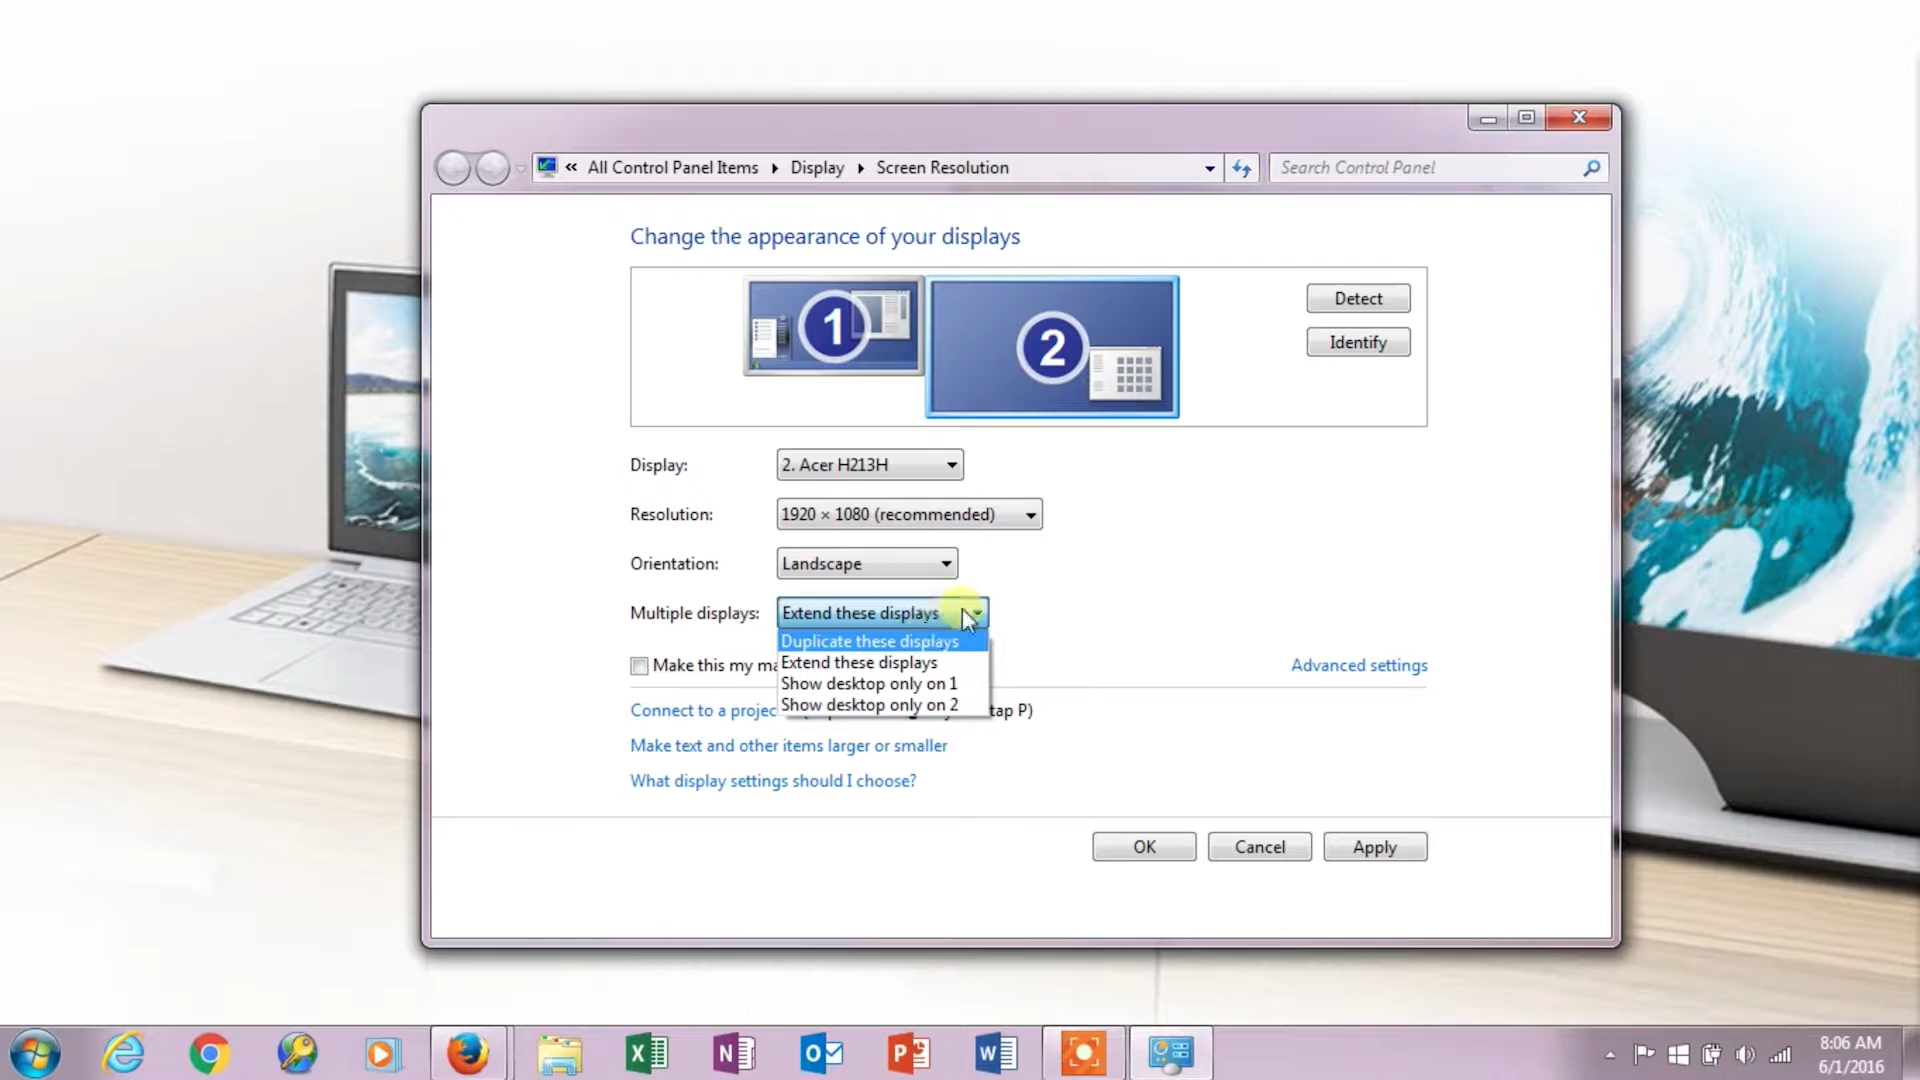 « All Control Panel Items ▸ Display ▸ Screen Resolution
Search Control Panel
Change the appearance of your displays
1
2
Detect
Identify
Display: 2. Acer H213H
Resolution: 1920 × 1080 (recommended)
Orientation: Landscape
Multiple displays: Extend these displays
Duplicate these displays
Extend these displays
Show desktop only on 1
Show desktop only on 2
Make this my ma
Advanced settings
Connect to a projec tap P)
Make text and other items larger or smaller
What display settings should I choose?
OK Cancel Apply
8:06 AM
6/1/2016